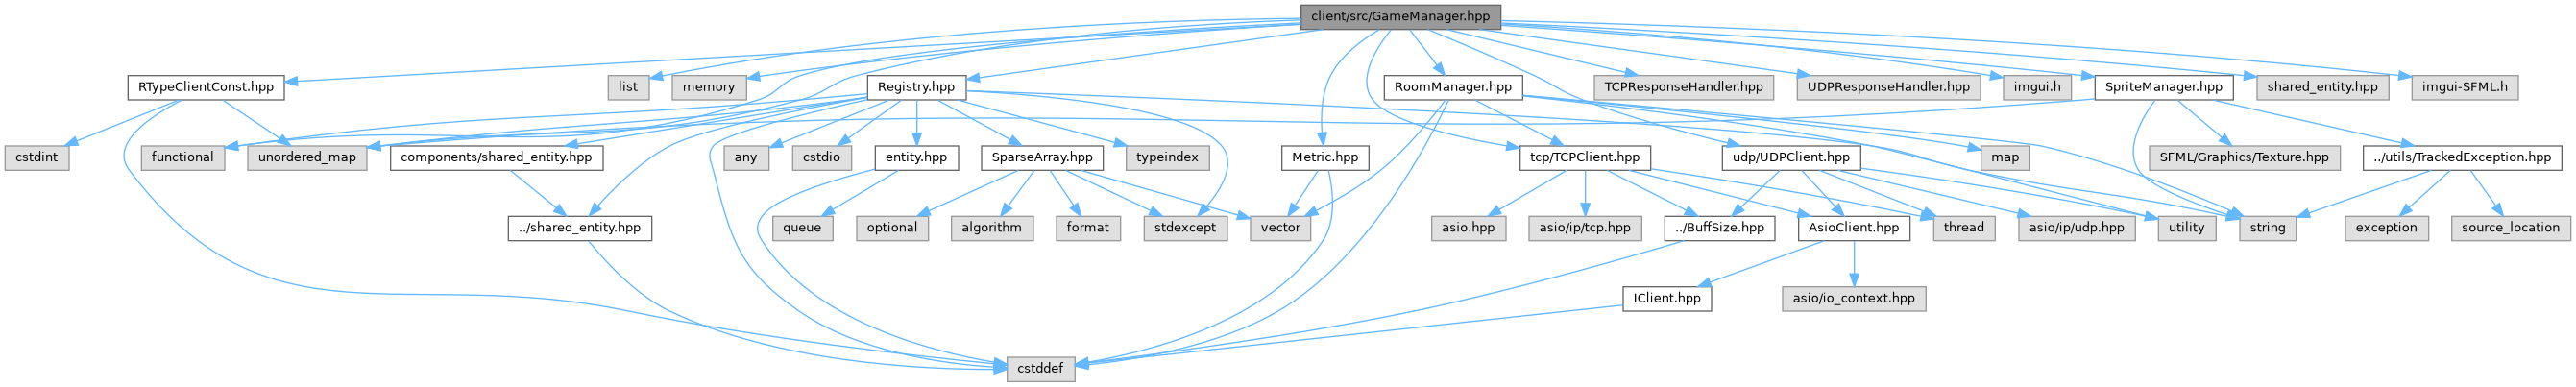 client/src/GameManager.hpp
RTypeClientConst.hpp
list
memory
Registry.hpp
RoomManager.hpp
TCPResponseHandler.hpp
UDPResponseHandler.hpp
imgui.h
SpriteManager.hpp
shared_entity.hpp
imgui-SFML.h
cstdint
functional
unordered_map
components/shared_entity.hpp
any
cstdio
entity.hpp
SparseArray.hpp
typeindex
Metric.hpp
tcp/TCPClient.hpp
udp/UDPClient.hpp
map
SFML/Graphics/Texture.hpp
../utils/TrackedException.hpp
../shared_entity.hpp
queue
optional
algorithm
format
stdexcept
vector
asio.hpp
asio/ip/tcp.hpp
../BuffSize.hpp
AsioClient.hpp
thread
asio/ip/udp.hpp
utility
string
exception
source_location
IClient.hpp
asio/io_context.hpp
cstddef